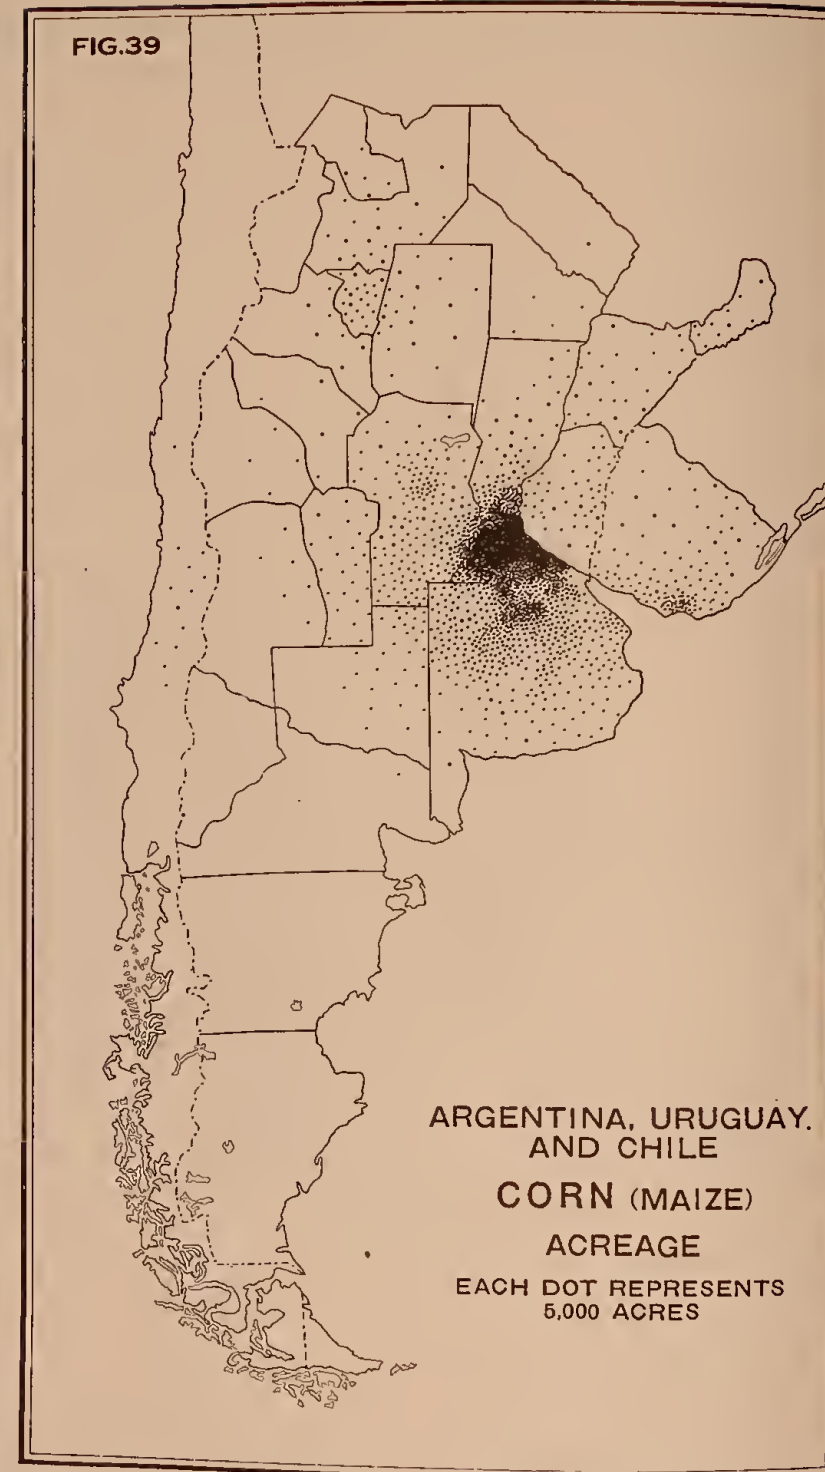 FIG.39
ARGENTINA, URUGUAY.
AND CHILE
CORN (MAIZE)
ACREAGE
EACH DOT REPRESENTS
5,000 ACRES